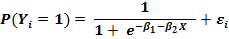 P(Yᵢ = 1) = 1 / (1 + e^(−β₁−β₂X)) + εᵢ